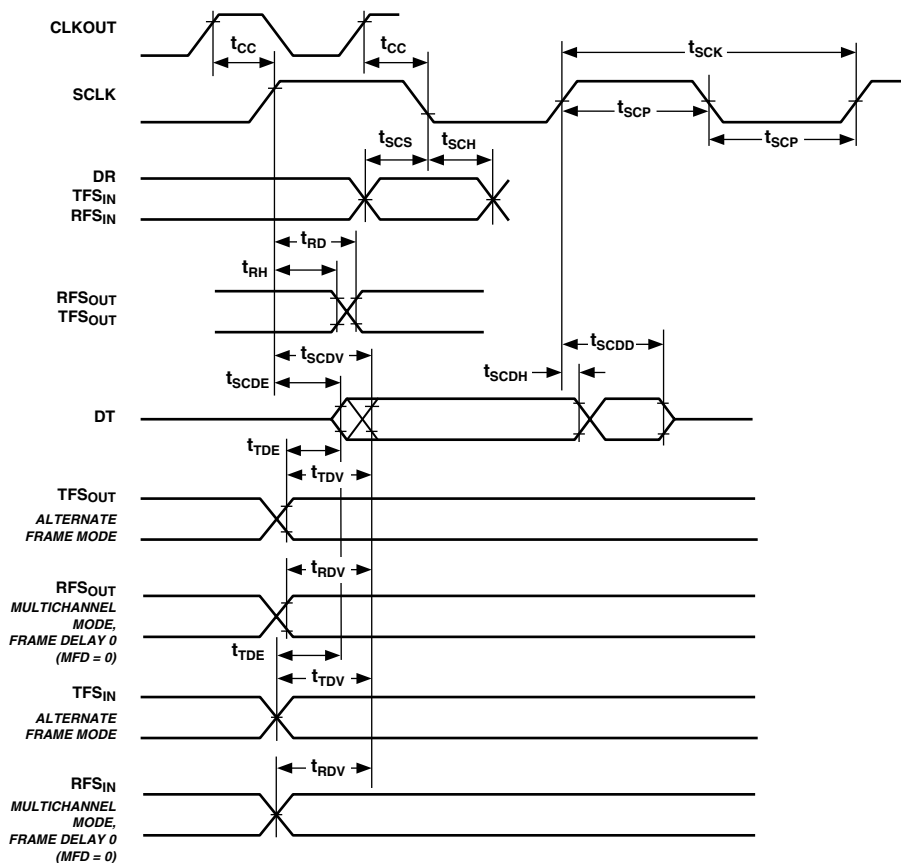 CLKOUT
tCC
tCC
tSCK
SCLK
tSCP
tSCP
tSCS
tSCH
DR
TFSIN
RFSIN
tRD
tRH
RFSOUT
TFSOUT
tSCDV
tSCDD
tSCDE
tSCDH
DT
tTDE
tTDV
TFSOUT
ALTERNATE
FRAME MODE
tRDV
RFSOUT
MULTICHANNEL
MODE,
FRAME DELAY 0
(MFD = 0)
tTDE
tTDV
TFSIN
ALTERNATE
FRAME MODE
tRDV
RFSIN
MULTICHANNEL
MODE,
FRAME DELAY 0
(MFD = 0)